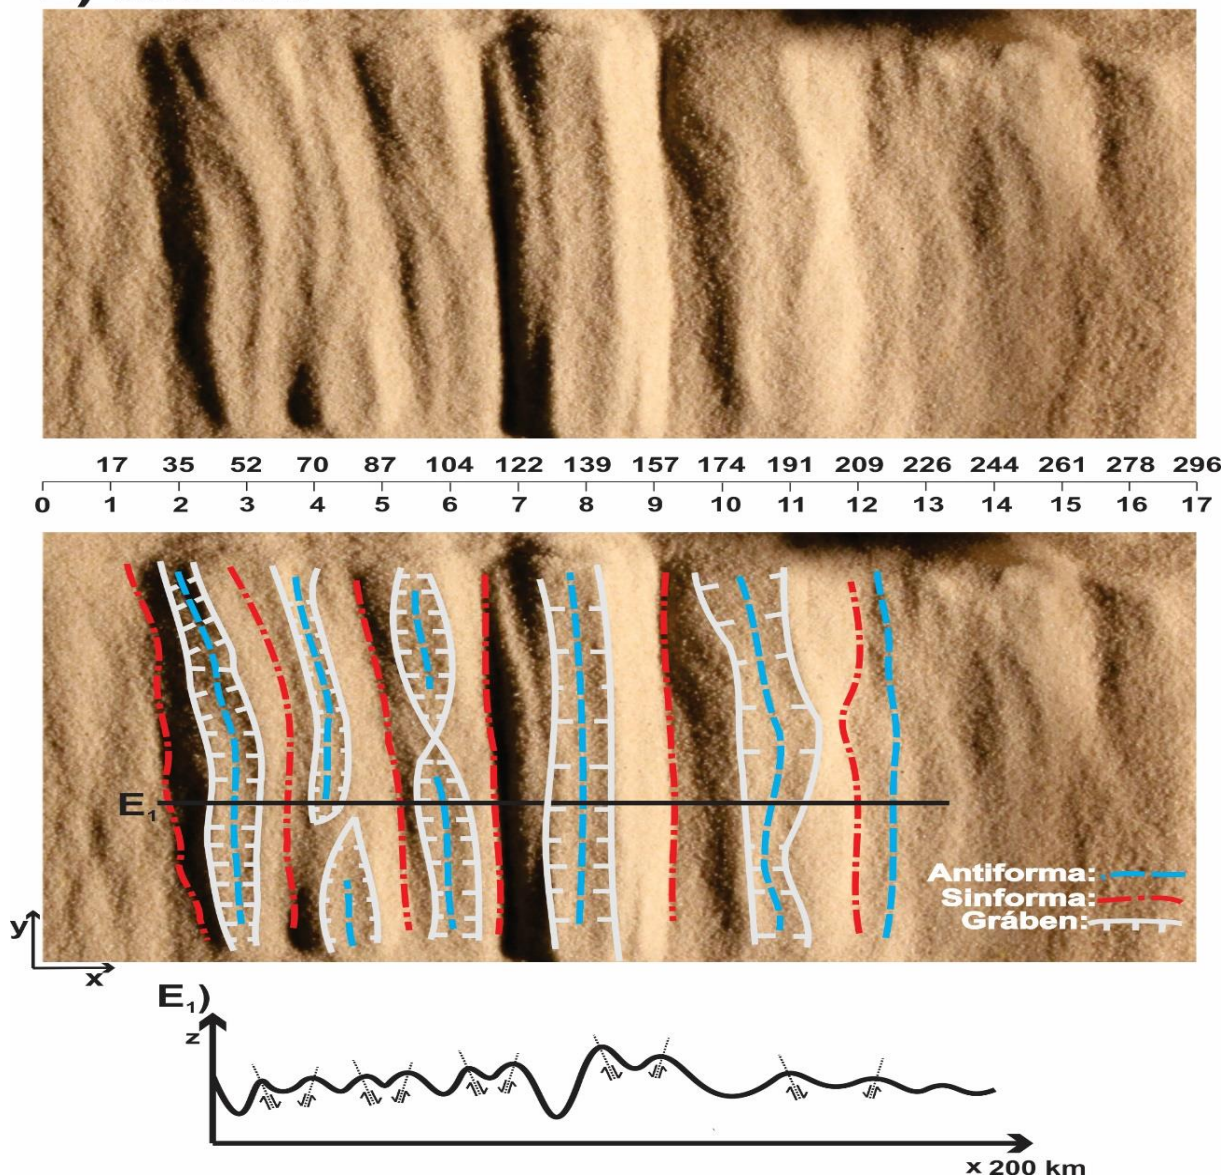 17 35 52 70 87 104 122 139 157 174 191 209 226 244 261 278 296
0 1 2 3 4 5 6 7 8 9 10 11 12 13 14 15 16 17
E1
Antiforma:
Sinforma:
Gráben:
y
x
E1)
z
x 200 km